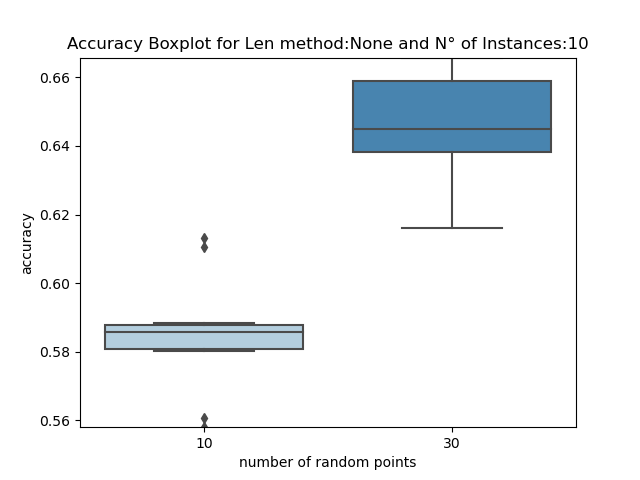 Accuracy Boxplot for Len method:None and N° of Instances:10
0.66
0.64
0.62
0.60
0.58
0.56
accuracy
10 30
number of random points